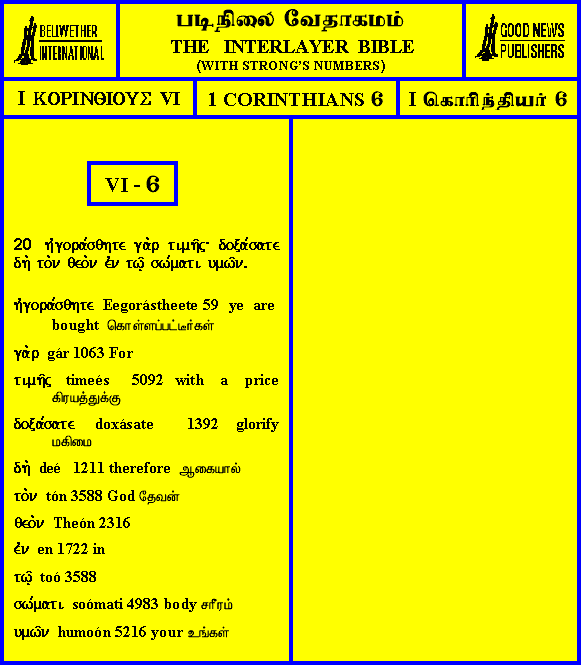 BELLWETHER
INTERNATIONAL
படிநிலை வேதாகமம்
THE INTERLAYER BIBLE
(WITH STRONG'S NUMBERS)
GOOD NEWS
PUBLISHERS
I ΚΟΡΙΝΘΙΟΥΣ VI
1 CORINTHIANS 6
I கொரிந்தியர் 6
VI - 6
20 ἠγοράσθητε γὰρ τιμῆς· δοξάσατε
δὴ τὸν θεὸν ἐν τῷ σώματι υμῶν.
ἠγοράσθητε Eegorástheete 59 ye are
bought கொள்ளப்பட்டீர்கள்
γὰρ gár 1063 For
τιμῆς timeés 5092 with a price
கிரயத்துக்கு
δοξάσατε doxásate 1392 glorify
மகிமை
δὴ deé 1211 therefore ஆகையால்
τὸν tón 3588 God தேவன்
θεὸν Theón 2316
ἐν en 1722 in
τῷ toó 3588
σώματι soómati 4983 body சரீரம்
υμῶν humoón 5216 your உங்கள்